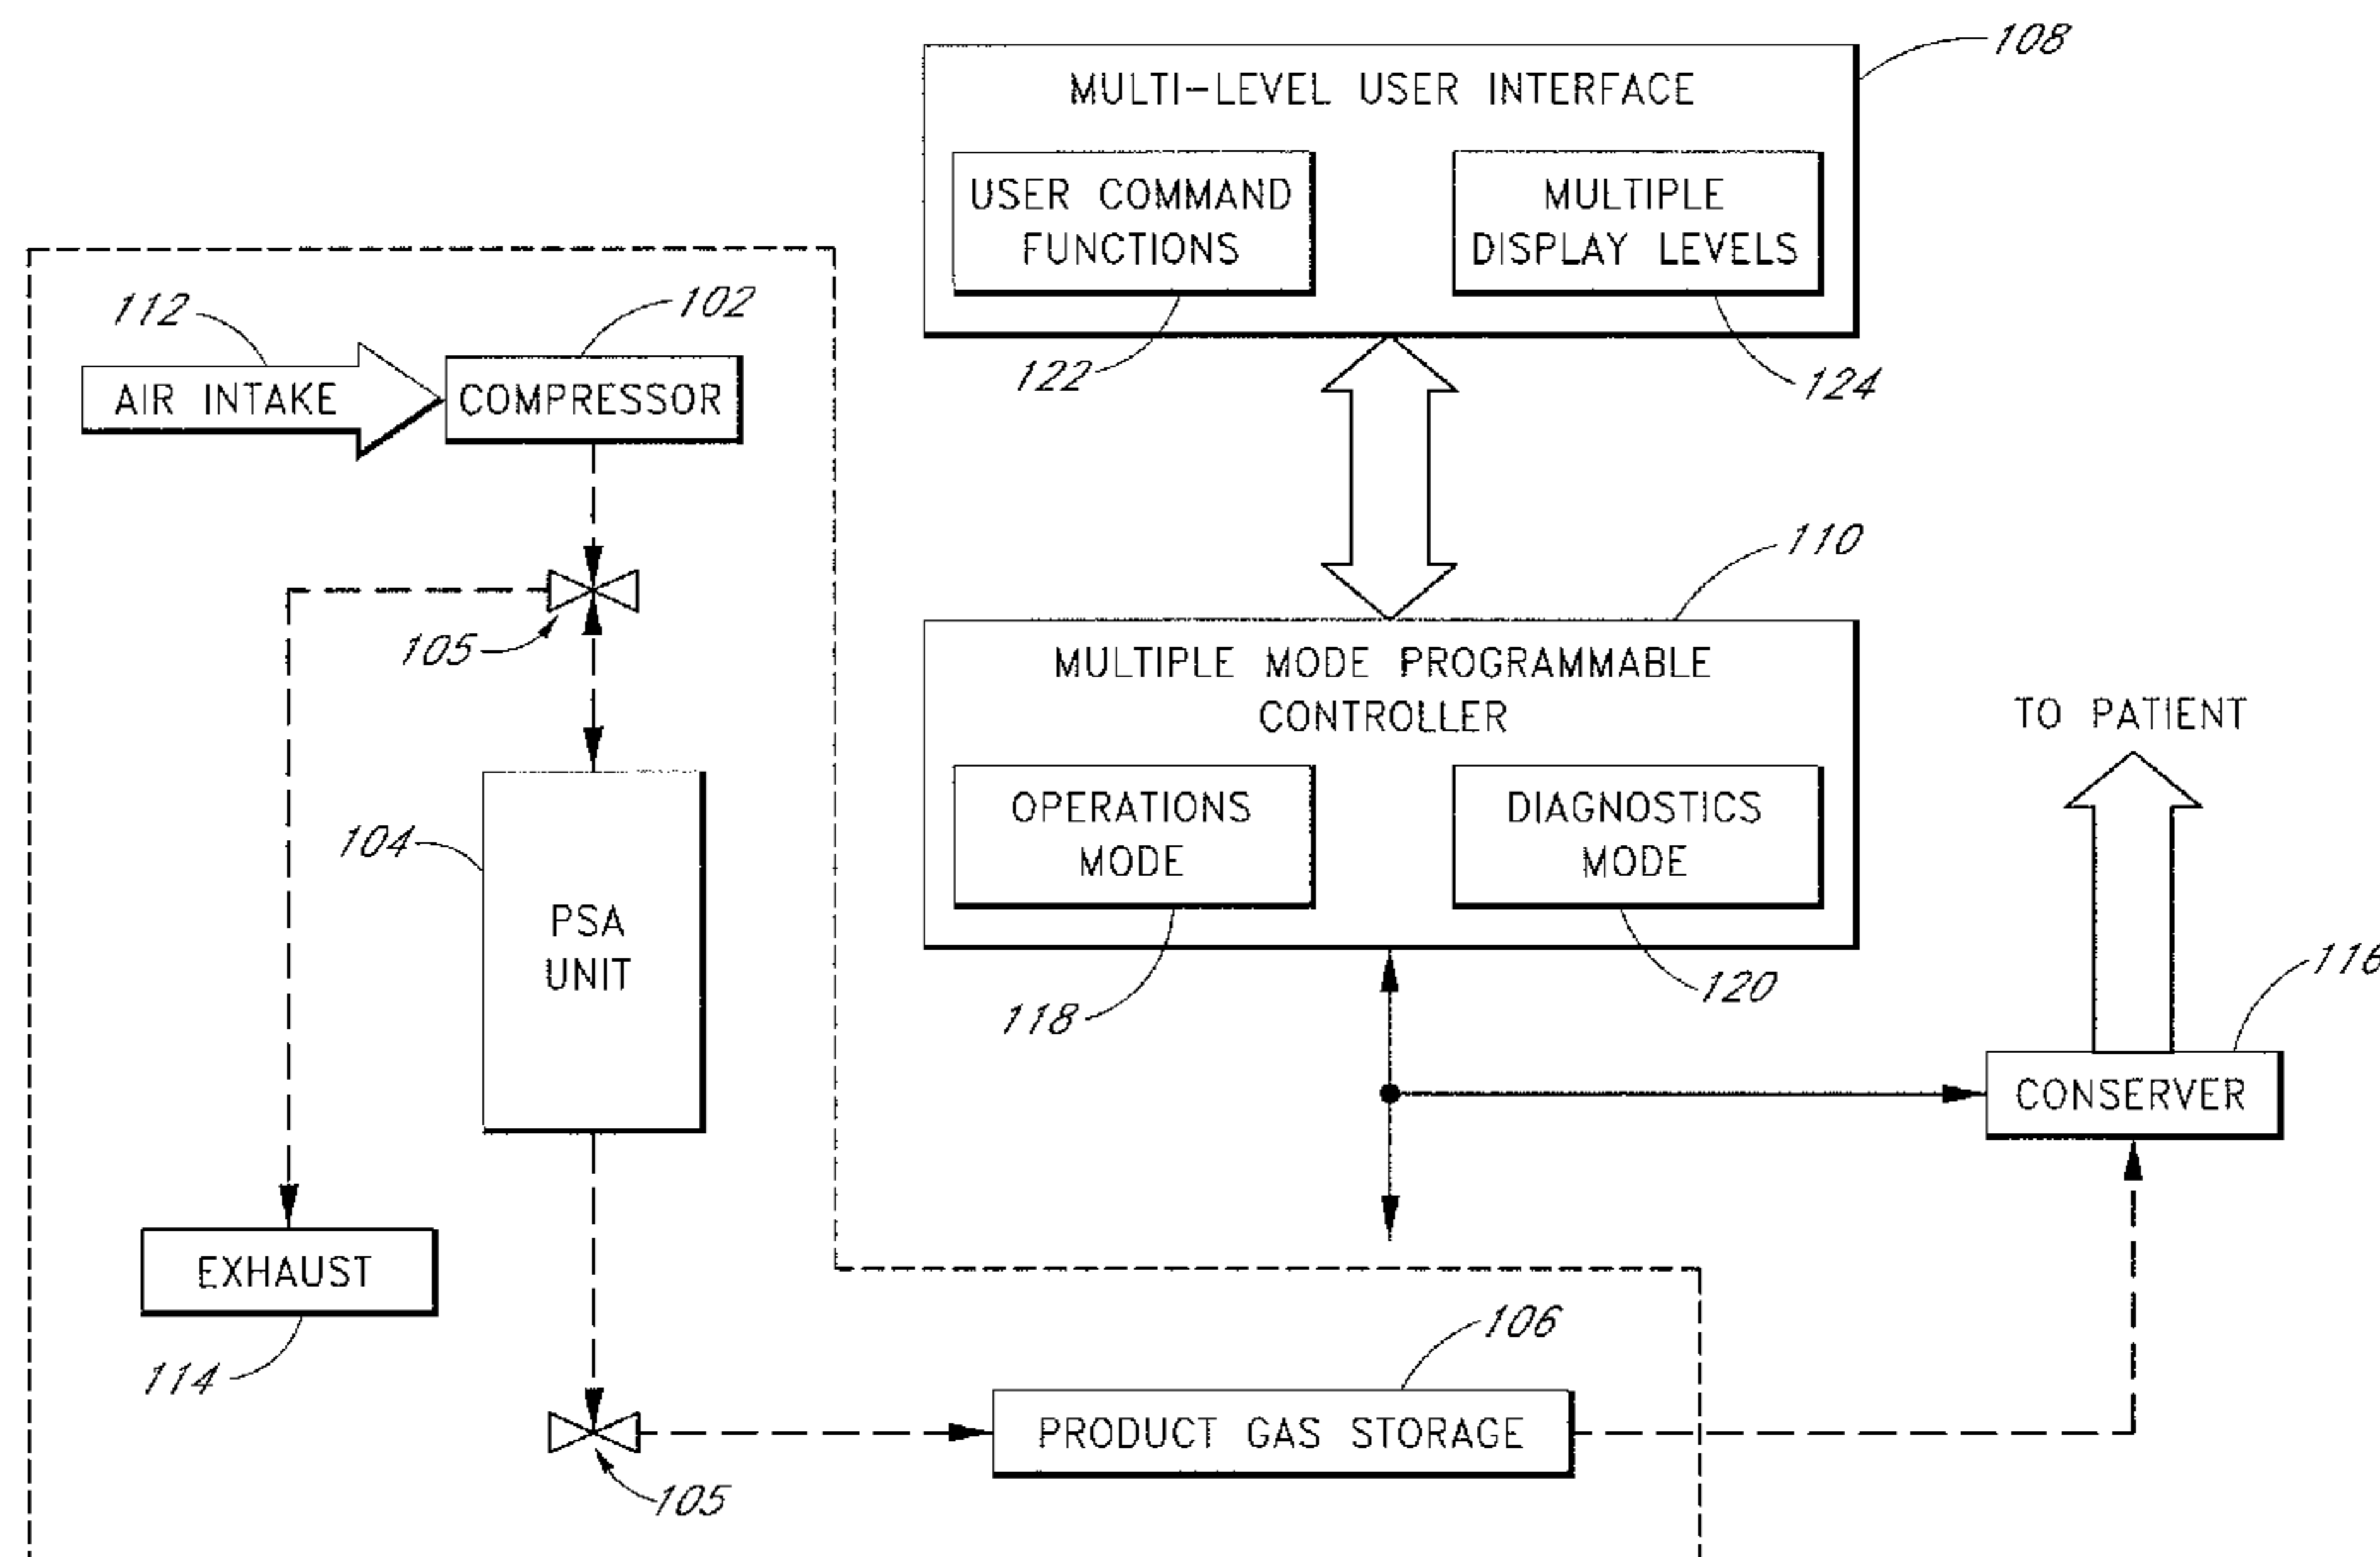 108
MULTI-LEVEL USER INTERFACE
USER COMMAND
FUNCTIONS
MULTIPLE
DISPLAY LEVELS
122
124
112
102
AIR INTAKE
COMPRESSOR
105
110
MULTIPLE MODE PROGRAMMABLE
CONTROLLER
OPERATIONS
MODE
DIAGNOSTICS
MODE
118
120
TO PATIENT
116
CONSERVER
104
PSA
UNIT
EXHAUST
114
106
PRODUCT GAS STORAGE
105